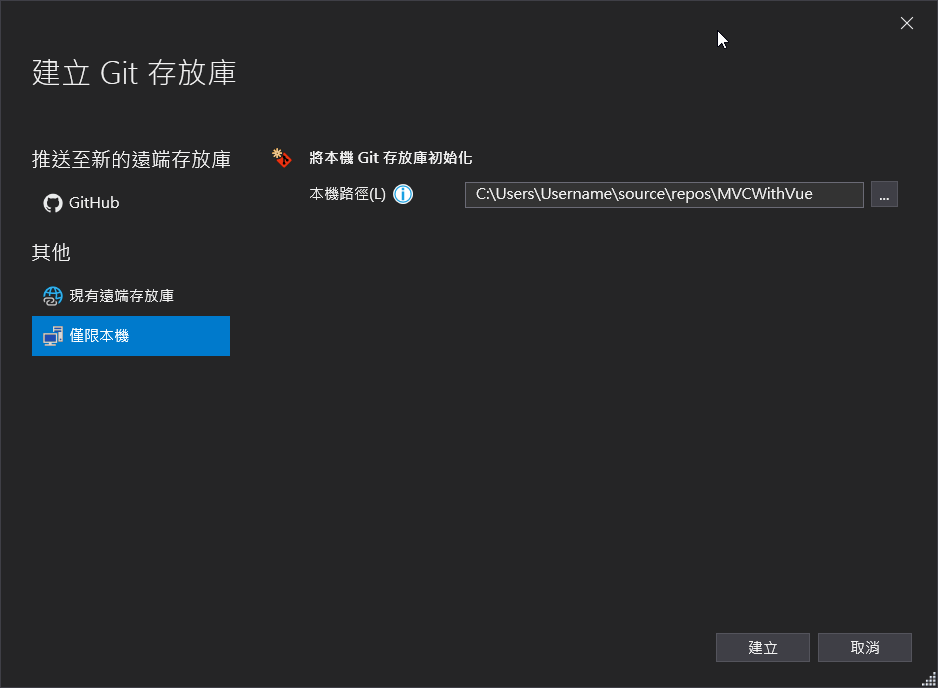 建立 Git 存放庫
推送至新的遠端存放庫
GitHub
其他
現有遠端存放庫
僅限本機
將本機 Git 存放庫初始化
本機路徑(L)
C:\Users\Username\source\repos\MVCWithVue
...
建立
取消